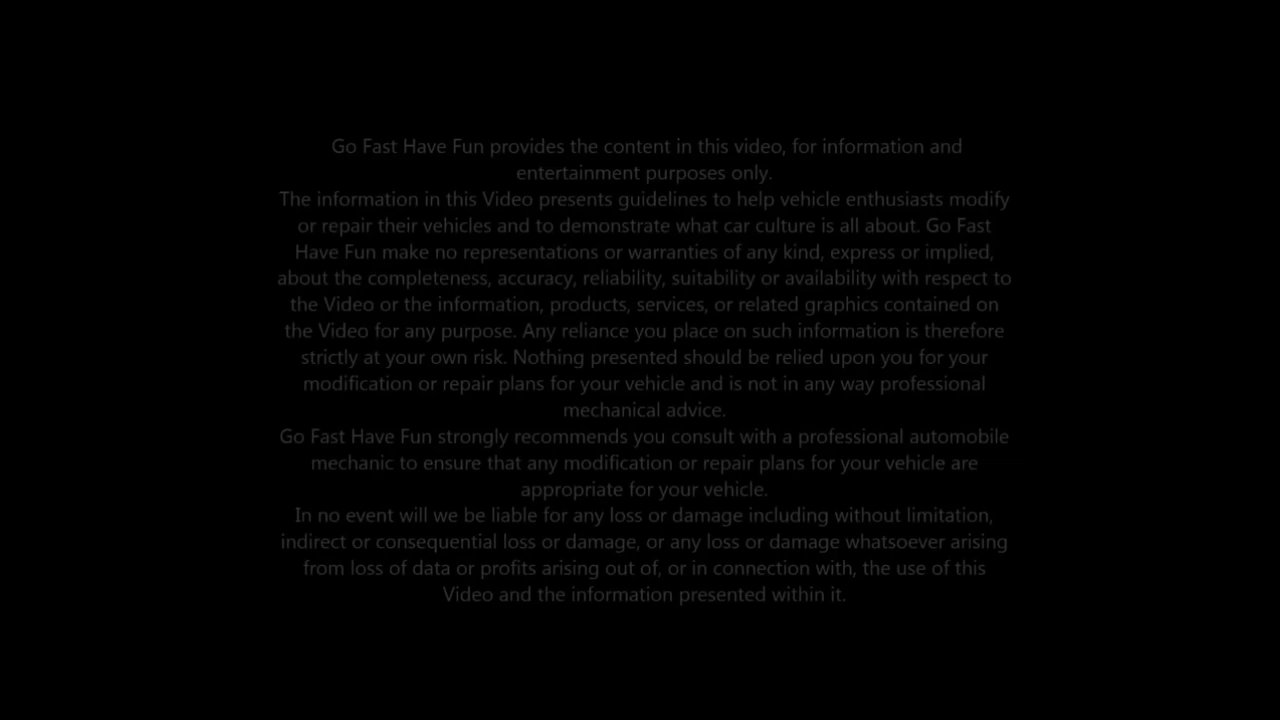 Go Fast Have Fun provides the content in this video, for information and
entertainment purposes only.
The information in this Video presents guidelines to help vehicle enthusiasts modify
or repair their vehicles and to demonstrate what car culture is all about. Go Fast
Have Fun make no representations or warranties of any kind, express or implied,
about the completeness, accuracy, reliability, suitability or availability with respect to
the Video or the information, products, services, or related graphics contained on
the Video for any purpose. Any reliance you place on such information is therefore
strictly at your own risk. Nothing presented should be relied upon you for your
modification or repair plans for your vehicle and is not in any way professional
mechanical advice.
Go Fast Have Fun strongly recommends you consult with a professional automobile
mechanic to ensure that any modification or repair plans for your vehicle are
appropriate for your vehicle.
In no event will we be liable for any loss or damage including without limitation,
indirect or consequential loss or damage, or any loss or damage whatsoever arising
from loss of data or profits arising out of, or in connection with, the use of this
Video and the information presented within it.